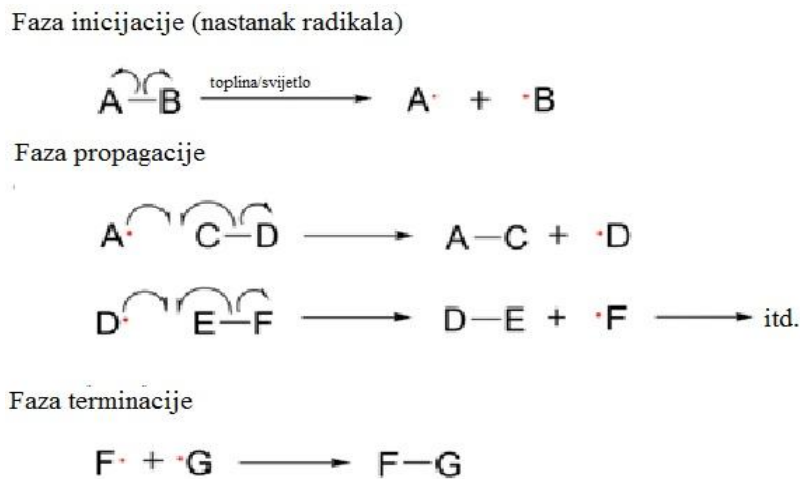 Faza inicijacije (nastanak radikala)
A—B toplina/svijetlo A· + ·B
Faza propagacije
A· C—D A—C + ·D
D· E—F D—E + ·F itd.
Faza terminacije
F· + ·G F—G